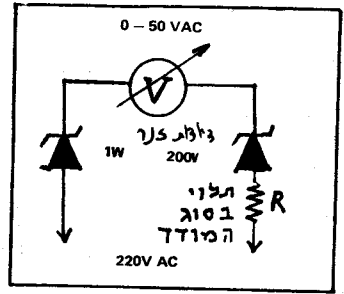 0 – 50 VAC
V
דיודת זנר
1W 200V
תלוי
בסוג
המודד
R
220V AC